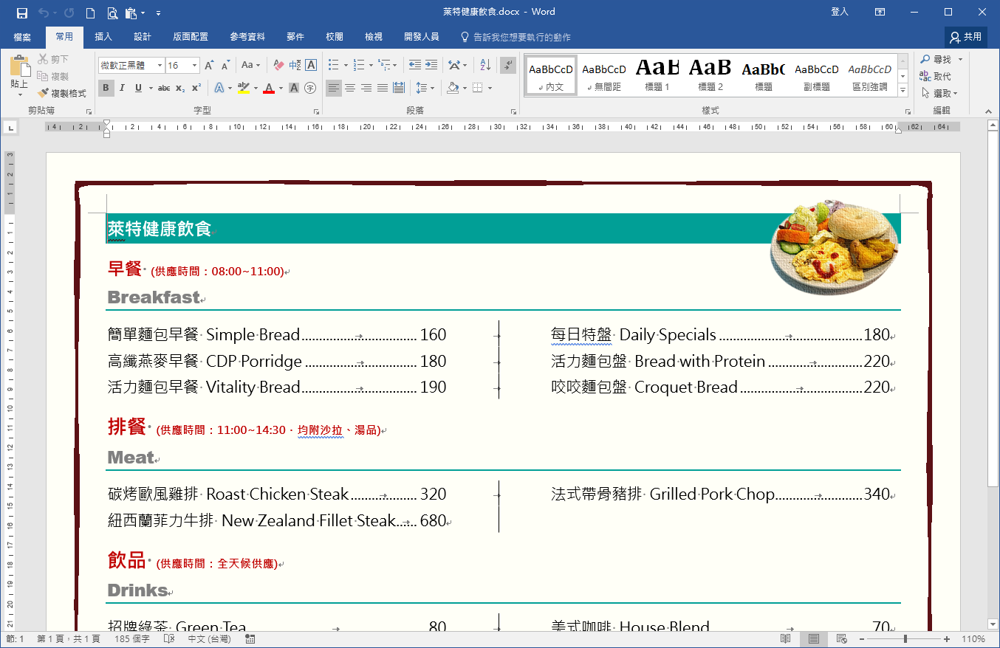 萊特健康飲食.docx - Word
登入
檔案 常用 插入 設計 版面配置 參考資料 郵件 校閱 檢視 開發人員 告訴我您想要執行的動作 共用
貼上
剪下
複製
複製格式
剪貼簿
微軟正黑體 16
字型
段落
AaBbCcD AaBbCcD AaBb AaBb AaBbC AaBbCcD AaBbCcD
內文 無間距 標題 1 標題 2 標題 副標題 區別強調
樣式
尋找
取代
選取
編輯
萊特健康飲食
早餐 (供應時間：08:00~11:00)
Breakfast
簡單麵包早餐 Simple Bread 160 每日特盤 Daily Specials 180
高纖燕麥早餐 CDP Porridge 180 活力麵包盤 Bread with Protein 220
活力麵包早餐 Vitality Bread 190 咬咬麵包盤 Croquet Bread 220
排餐 (供應時間：11:00~14:30．均附沙拉、湯品)
Meat
碳烤歐風雞排 Roast Chicken Steak 320 法式帶骨豬排 Grilled Pork Chop 340
紐西蘭菲力牛排 New Zealand Fillet Steak 680
飲品 (供應時間：全天候供應)
Drinks
招牌綠茶 Green Tea 80 美式咖啡 House Blend 70
節: 1 第 1 頁，共 1 頁 185 個字 中文 (台灣) 110%